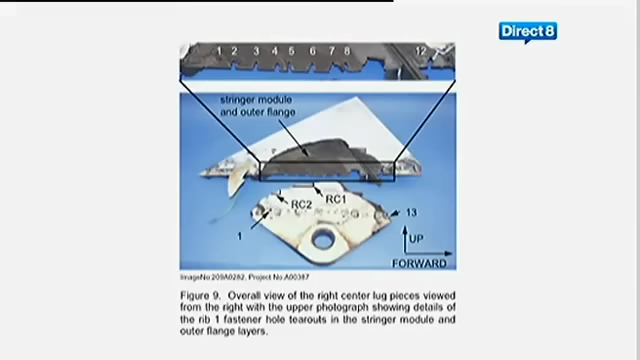 Direct 8
1 2 3 4 5 6 7 8 12
stringer module
and outer flange
RC2 RC1
1
13
UP
FORWARD
ImageNo:209A0282, Project No:A00387
Figure 9. Overall view of the right center lug pieces viewed
from the right with the upper photograph showing details of
the rib 1 fastener hole tearouts in the stringer module and
outer flange layers.